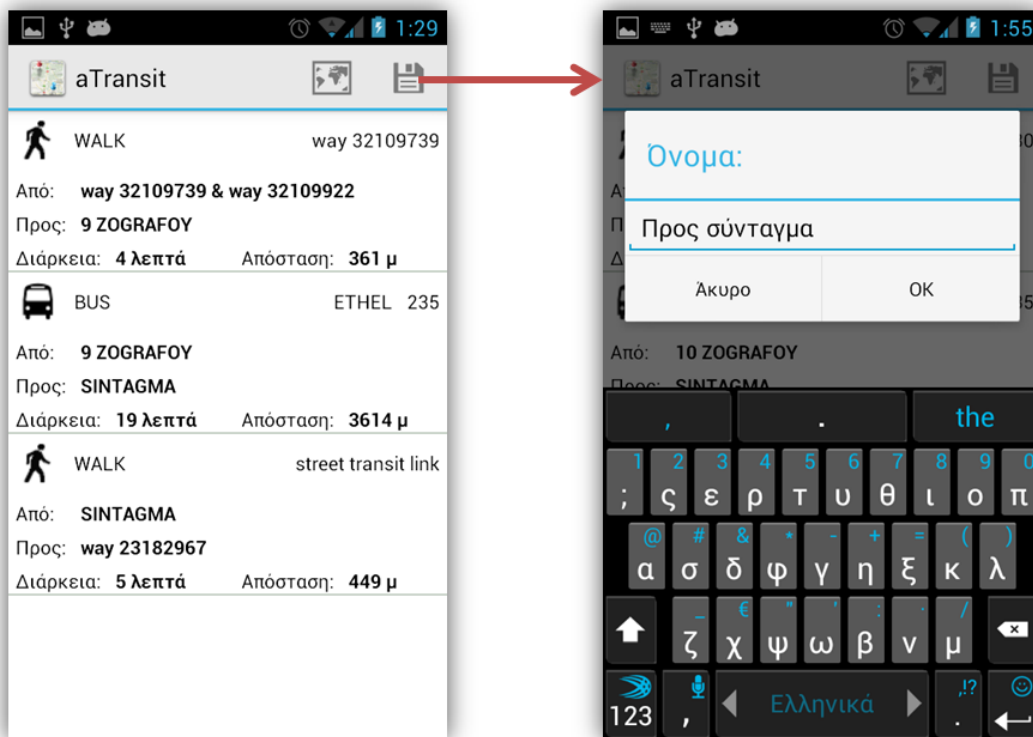 1:29
aTransit
WALK way 32109739
Από: way 32109739 & way 32109922
Προς: 9 ZOGRAFOY
Διάρκεια: 4 λεπτά Απόσταση: 361 μ
BUS ETHEL 235
Από: 9 ZOGRAFOY
Προς: SINTAGMA
Διάρκεια: 19 λεπτά Απόσταση: 3614 μ
WALK street transit link
Από: SINTAGMA
Προς: way 23182967
Διάρκεια: 5 λεπτά Απόσταση: 449 μ
1:55
aTransit
Όνομα:
Προς σύνταγμα
Άκυρο OK
Από: 10 ZOGRAFOY
Προς: SINTAGMA
, . the
1 2 3 4 5 6 7 8 9 0
; ς ε ρ τ υ θ ι ο π
@ # & * - + = ( )
α σ δ φ γ η ξ κ λ
_ € " ' : · /
ζ χ ψ ω β ν μ
,!?
123 , Ελληνικά .